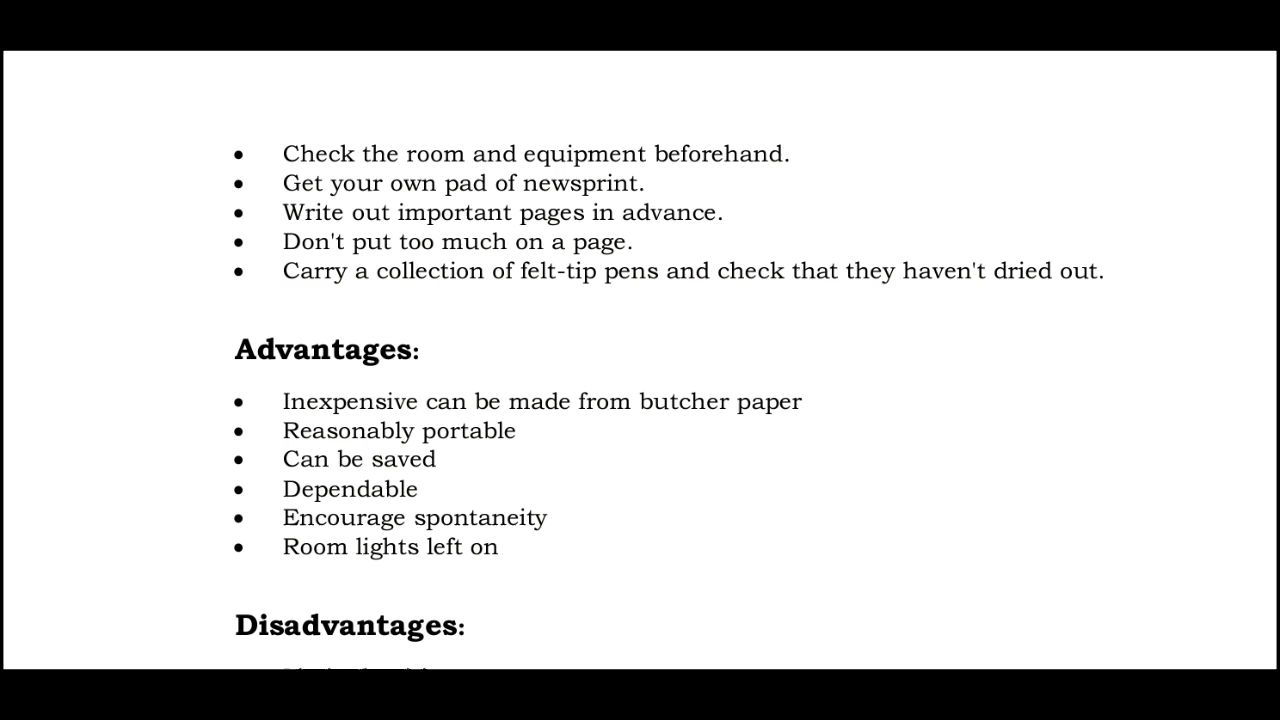 • Check the room and equipment beforehand.
• Get your own pad of newsprint.
• Write out important pages in advance.
• Don't put too much on a page.
• Carry a collection of felt-tip pens and check that they haven't dried out.
Advantages:
• Inexpensive can be made from butcher paper
• Reasonably portable
• Can be saved
• Dependable
• Encourage spontaneity
• Room lights left on
Disadvantages: